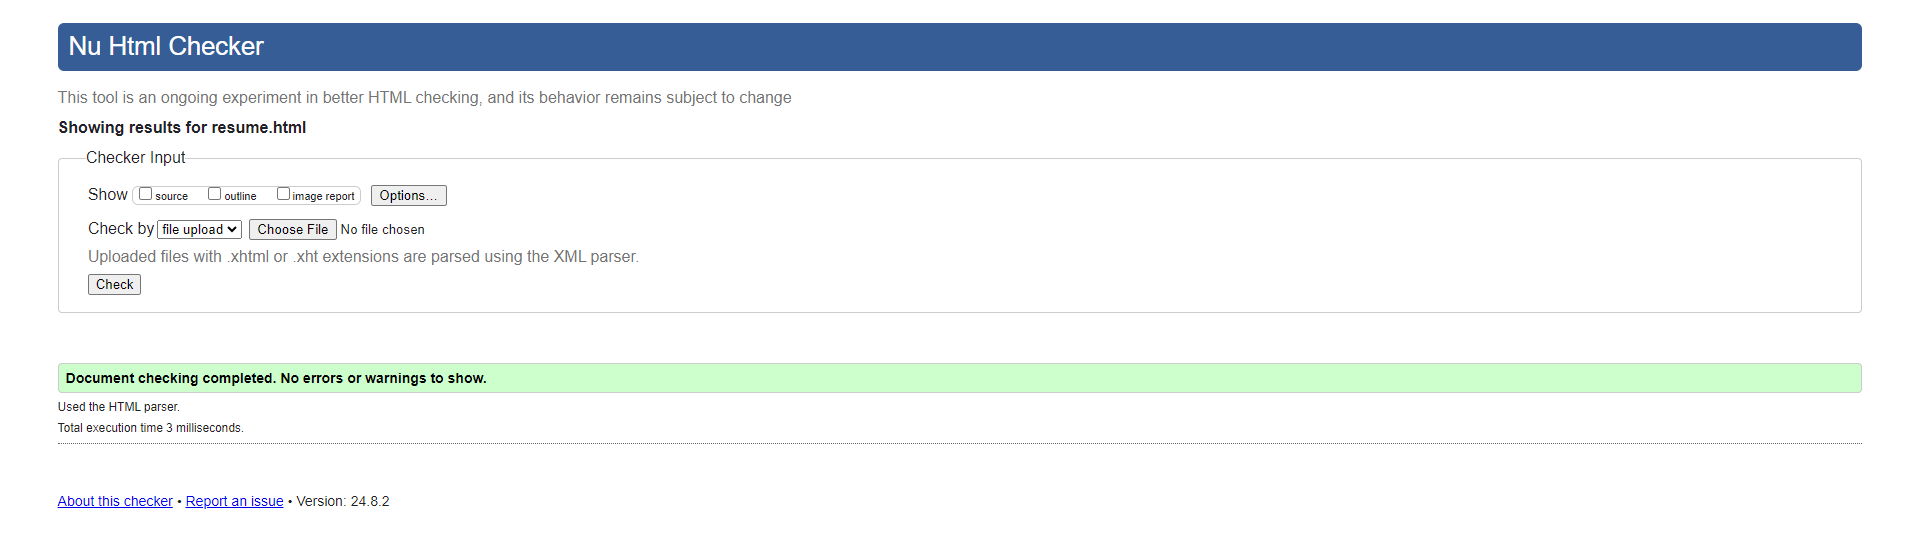 Nu Html Checker
This tool is an ongoing experiment in better HTML checking, and its behavior remains subject to change
Showing results for resume.html
Checker Input
Show source outline image report Options...
Check by file upload Choose File No file chosen
Uploaded files with .xhtml or .xht extensions are parsed using the XML parser.
Check
Document checking completed. No errors or warnings to show.
Used the HTML parser.
Total execution time 3 milliseconds.
About this checker • Report an issue • Version: 24.8.2